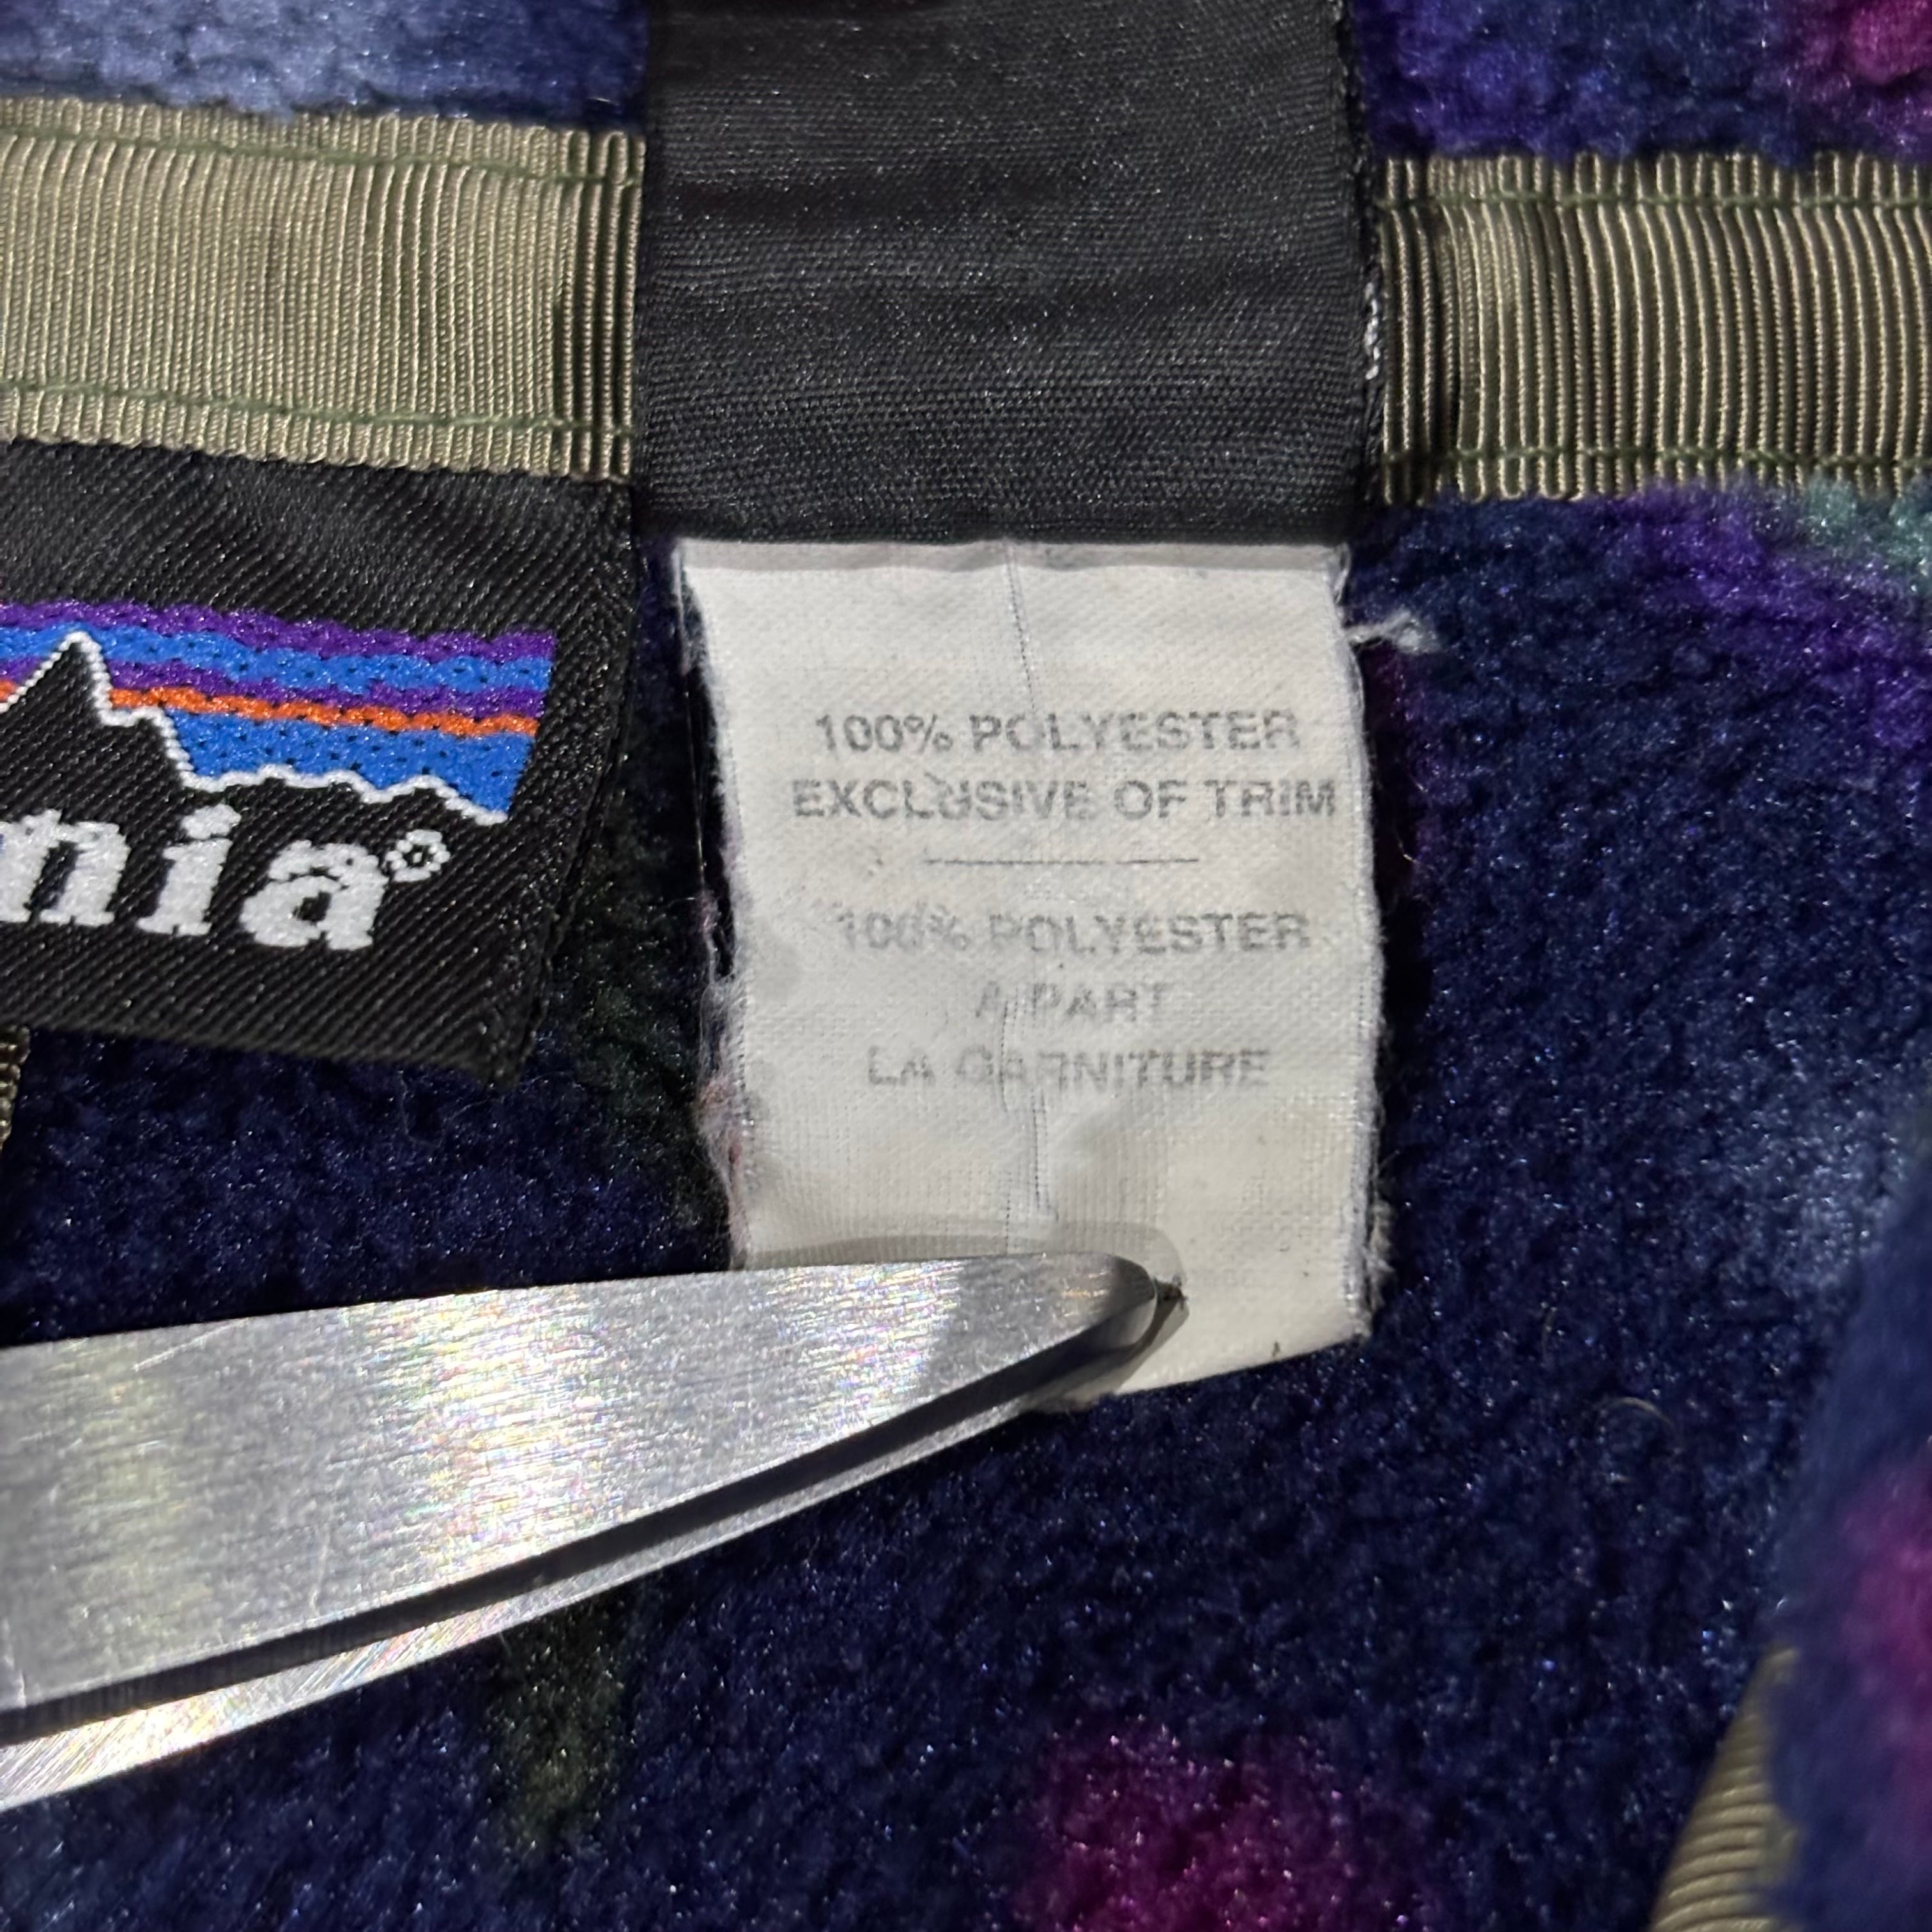 nia®
100% POLYESTER
EXCLUSIVE OF TRIM
100% POLYESTER
A PART
LA GARNITURE